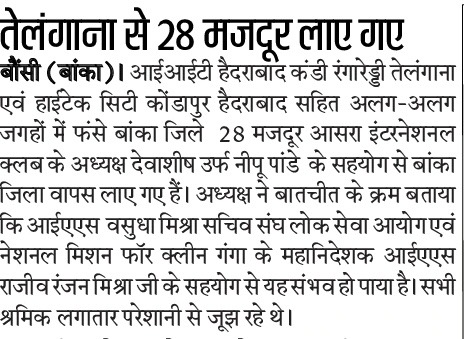 तेलंगाना से 28 मजदूर लाए गए
बौंसी (बांका)। आईआईटी हैदराबाद कंडी रंगारेड्डी तेलंगाना
एवं हाईटेक सिटी कोंडापुर हैदराबाद सहित अलग-अलग
जगहों में फंसे बांका जिले 28 मजदूर आसरा इंटरनेशनल
क्लब के अध्यक्ष देवाशीष उर्फ नीपू पांडे के सहयोग से बांका
जिला वापस लाए गए हैं। अध्यक्ष ने बातचीत के क्रम बताया
कि आईएएस वसुधा मिश्रा सचिव संघ लोक सेवा आयोग एवं
नेशनल मिशन फॉर क्लीन गंगा के महानिदेशक आईएएस
राजीव रंजन मिश्रा जी के सहयोग से यह संभव हो पाया है। सभी
श्रमिक लगातार परेशानी से जूझ रहे थे।